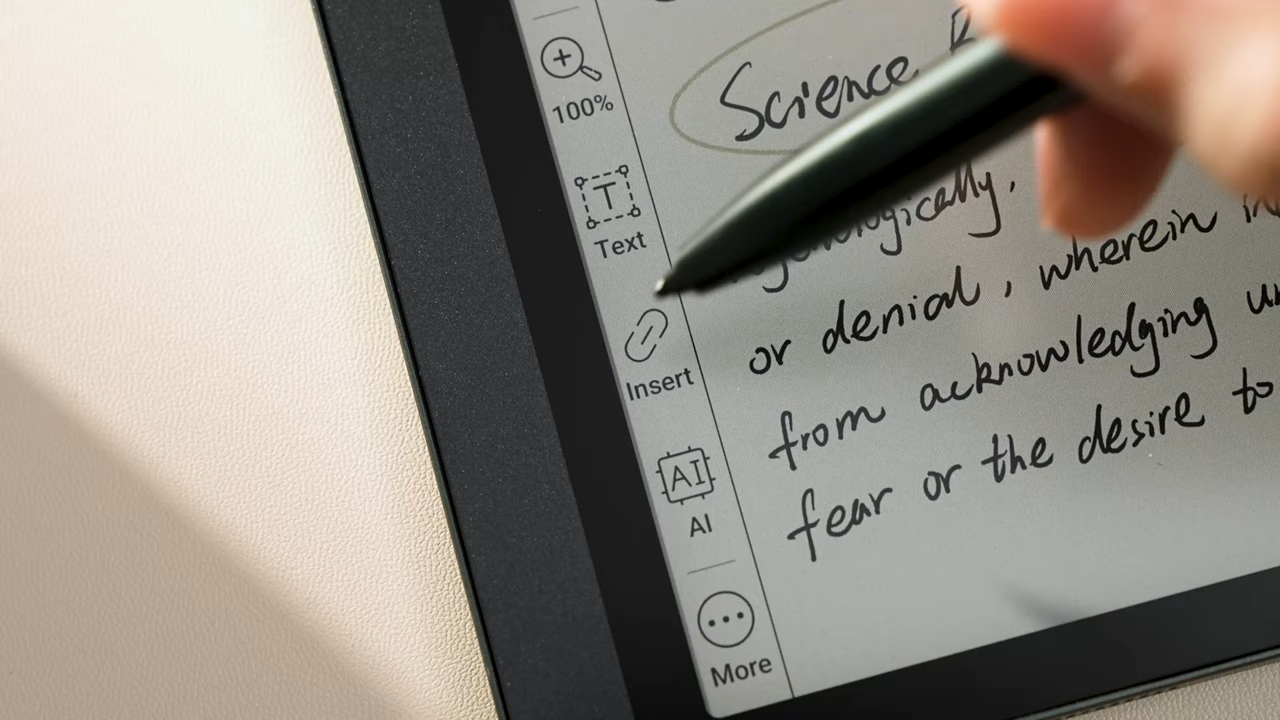 100%
Text
Insert
AI
AI
More
Science
or denial, wherein
from acknowledging
fear or the desire to